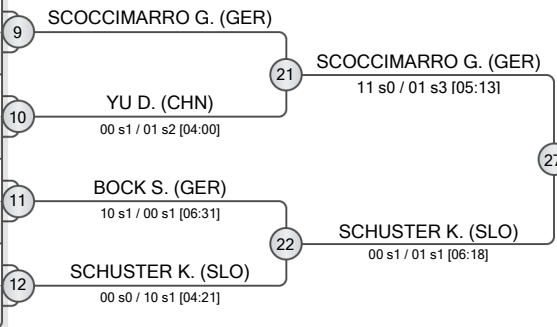 9
SCOCCIMARRO G. (GER)
21
SCOCCIMARRO G. (GER)
11 s0 / 01 s3 [05:13]
10
YU D. (CHN)
00 s1 / 01 s2 [04:00]
27
11
BOCK S. (GER)
10 s1 / 00 s1 [06:31]
22
SCHUSTER K. (SLO)
00 s1 / 01 s1 [06:18]
12
SCHUSTER K. (SLO)
00 s0 / 10 s1 [04:21]